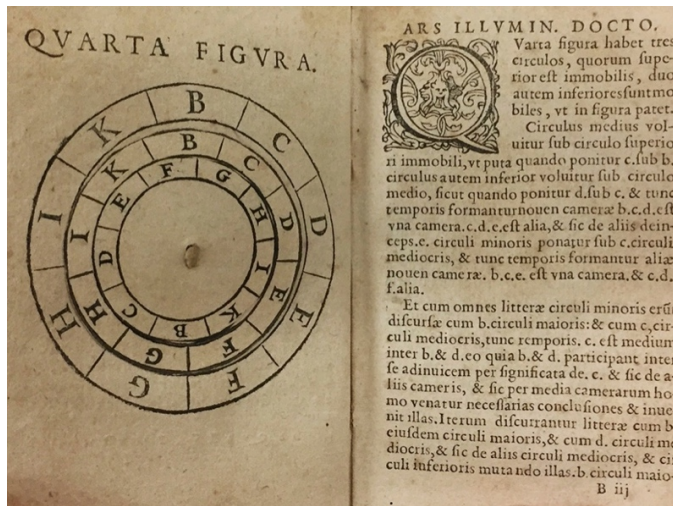 QVARTA FIGVRA.
B C D E F G H I K
B C D E F G H I K
F G H I K B C D E
ARS ILLVMIN. DOCTO.
QVarta figura habet tres
circulos, quorum supe-
rior est immobilis, duo
autem inferiores sunt mo
biles, vt in figura patet.
Circulus medius vol-
uitur sub circulo superio
ri immobili, vt puta quando ponitur c. sub b.
circulus autem inferior voluitur sub circulo
medio, sicut quando ponitur d. sub c. & tunc
temporis formantur nouen cameræ b.c.d. est
vna camera. c.d.e. est alia, & sic de aliis dein-
ceps. e. circuli minoris ponatur sub c. circuli
mediocris, & tunc temporis formantur aliæ
nouen cameræ. b.c.e. est vna camera. & c.d.
f. alia.
Et cum omnes litteræ circuli minoris erũt
discursæ cum b. circuli maioris: & cum c, cir-
culi mediocris, tunc temporis. c. est medium
inter b. & d. eo quia b. & d. participant inter
se adinuicem per significata de. c. & sic de a-
liis cameris, & sic per media camerarum ho-
mo venatur necessarias conclusiones & inue-
nit illas. Iterum discurrantur litteræ cum b
eiusdem circuli maioris, & cum d. circuli me
diocris, & sic de aliis circuli mediocris, & cir
culi inferioris mutando illas. b circuli maio-
B iij